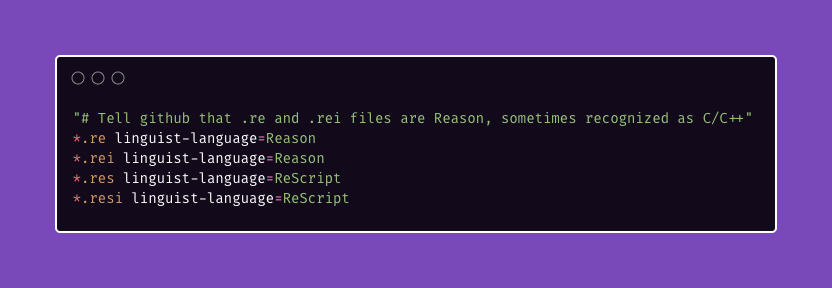 "# Tell github that .re and .rei files are Reason, sometimes recognized as C/C++"
*.re linguist-language=Reason
*.rei linguist-language=Reason
*.res linguist-language=ReScript
*.resi linguist-language=ReScript